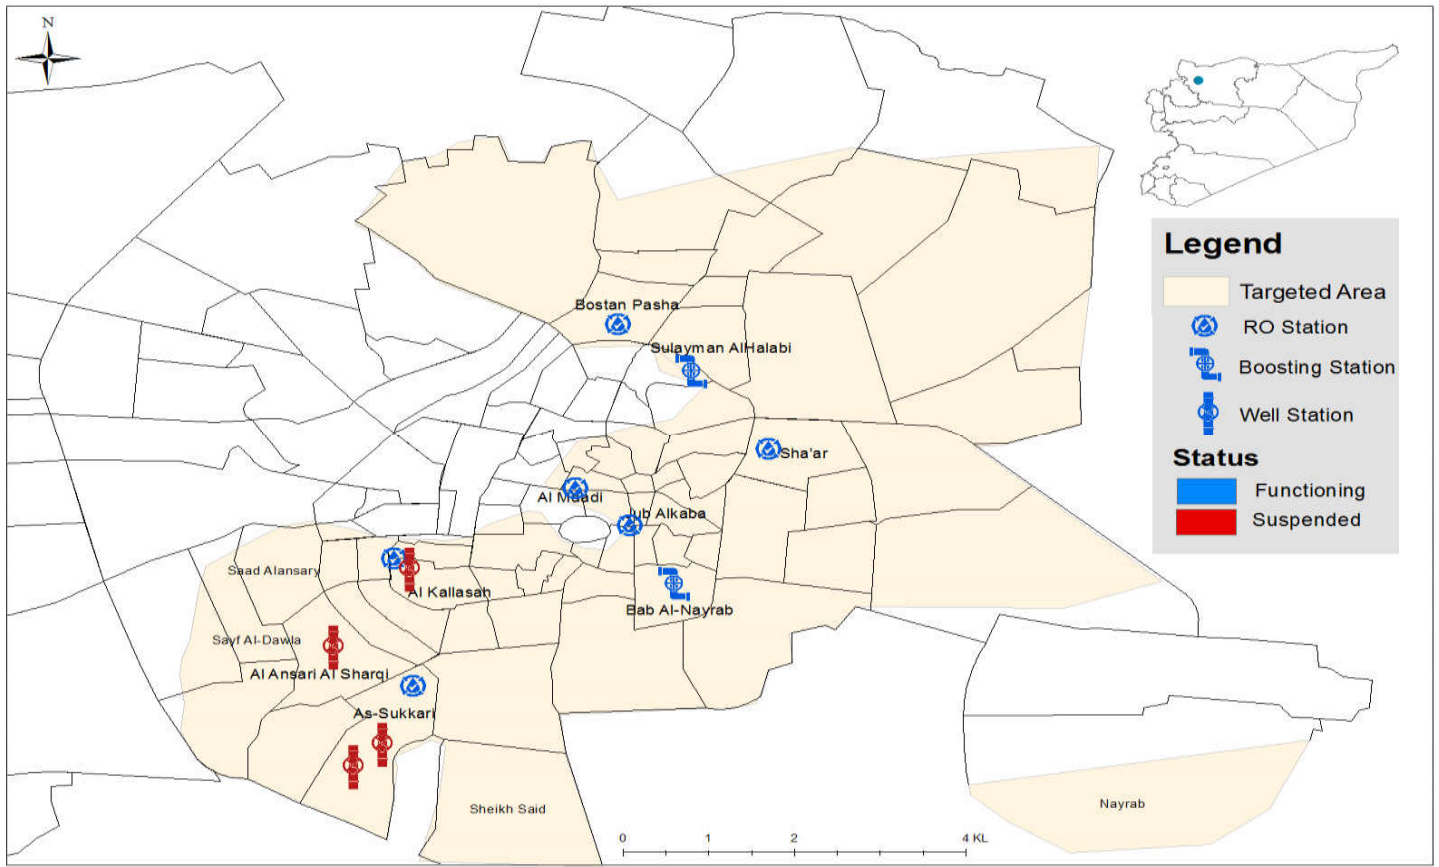 N
Bostan Pasha
Sulayman AlHalabi
Sha'ar
Al Maadi
Jub Alkaba
Saad Alansary
Al Kallasah
Bab Al-Nayrab
Sayf Al-Dawla
Al Ansari Al Sharqi
As-Sukkari
Sheikh Said
Nayrab
0 1 2 4 KL
Legend
Targeted Area
RO Station
Boosting Station
Well Station
Status
Functioning
Suspended